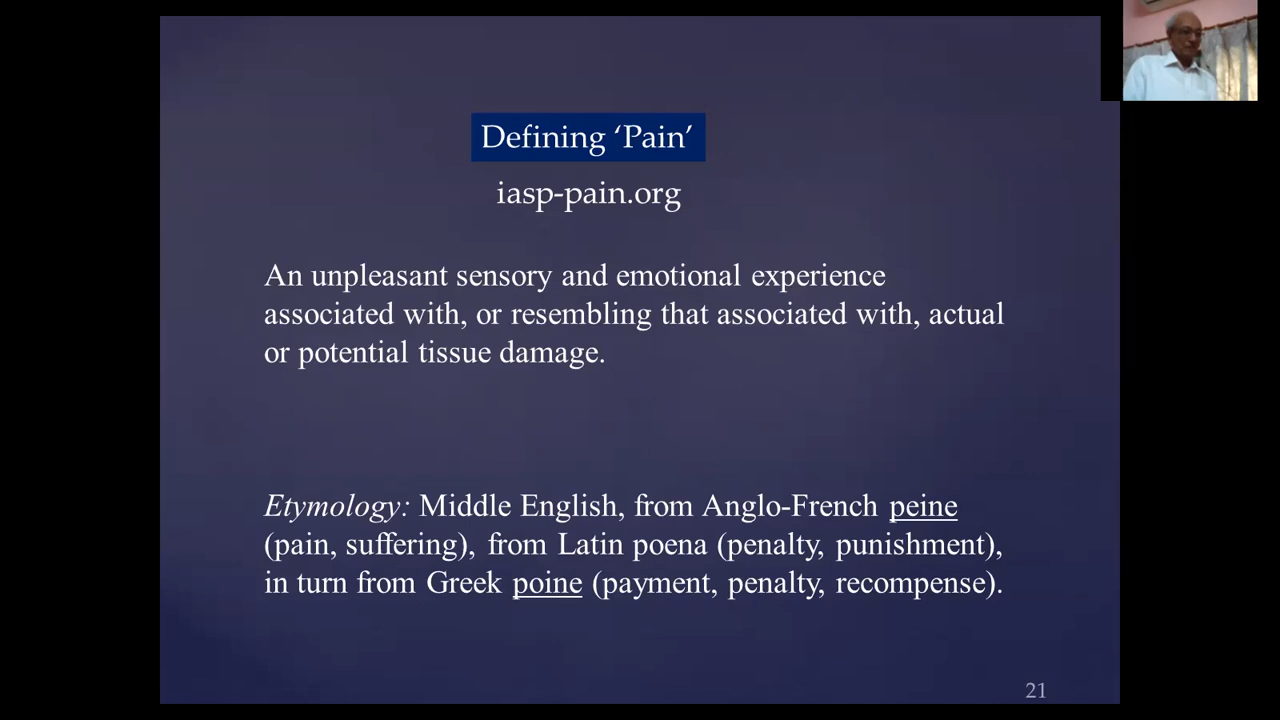 Defining ‘Pain’
iasp-pain.org
An unpleasant sensory and emotional experience
associated with, or resembling that associated with, actual
or potential tissue damage.
Etymology: Middle English, from Anglo-French peine
(pain, suffering), from Latin poena (penalty, punishment),
in turn from Greek poine (payment, penalty, recompense).
21